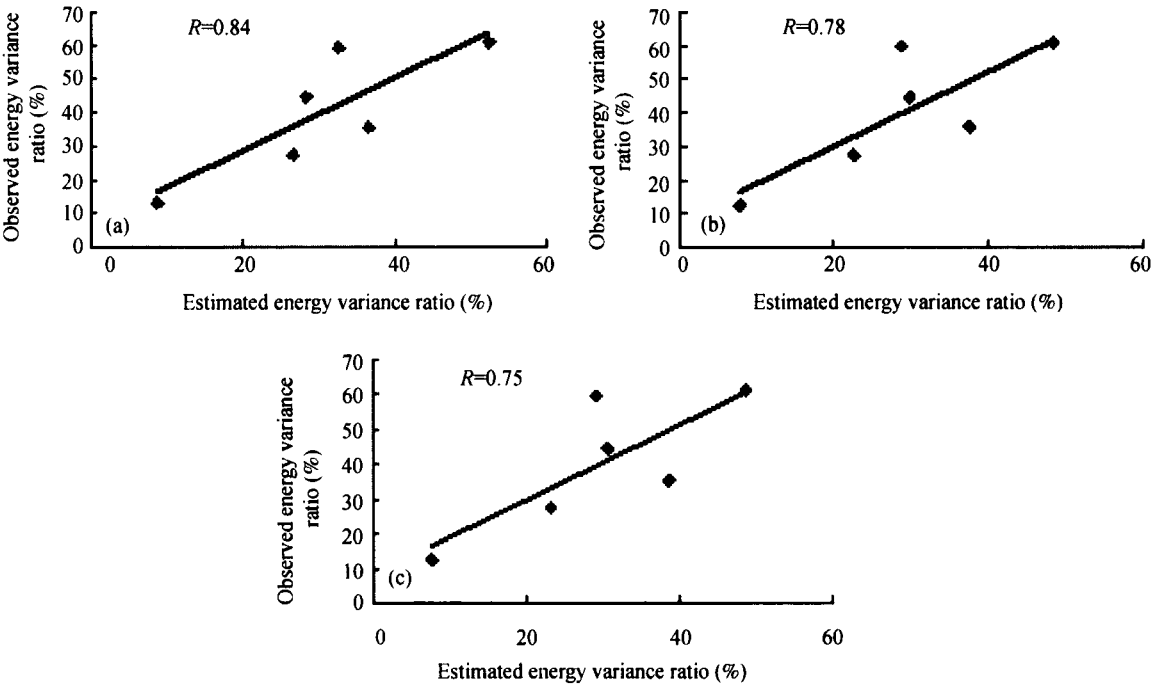 R=0.84
Observed energy variance
ratio (%)
70
60
50
40
30
20
10
0
(a)
0 20 40 60
Estimated energy variance ratio (%)
R=0.78
Observed energy variance
ratio (%)
70
60
50
40
30
20
10
0
(b)
0 20 40 60
Estimated energy variance ratio (%)
R=0.75
Observed energy variance
ratio (%)
70
60
50
40
30
20
10
0
(c)
0 20 40 60
Estimated energy variance ratio (%)